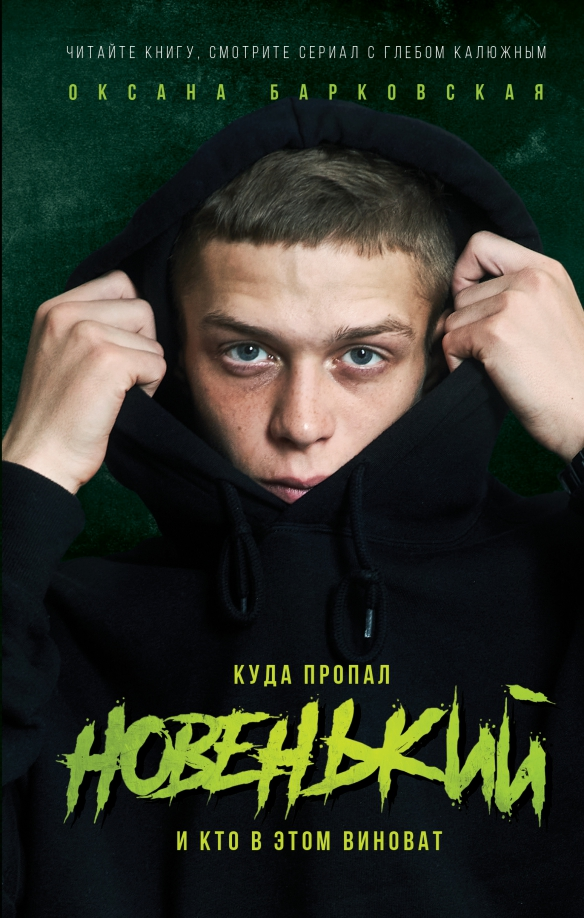 ЧИТАЙТЕ КНИГУ, СМОТРИТЕ СЕРИАЛ С ГЛЕБОМ КАЛЮЖНЫМ
ОКСАНА БАРКОВСКАЯ
КУДА ПРОПАЛ
НОВЕНЬКИЙ
И КТО В ЭТОМ ВИНОВАТ